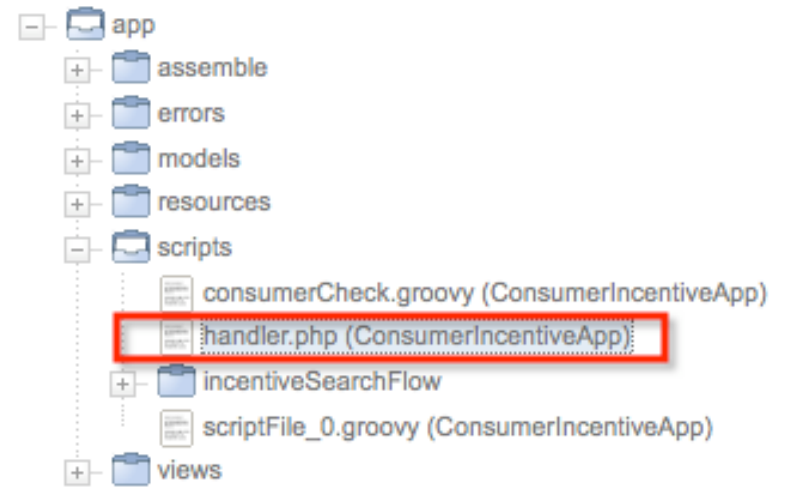 app
assemble
errors
models
resources
scripts
consumerCheck.groovy (ConsumerIncentiveApp)
handler.php (ConsumerIncentiveApp)
incentiveSearchFlow
scriptFile_0.groovy (ConsumerIncentiveApp)
views